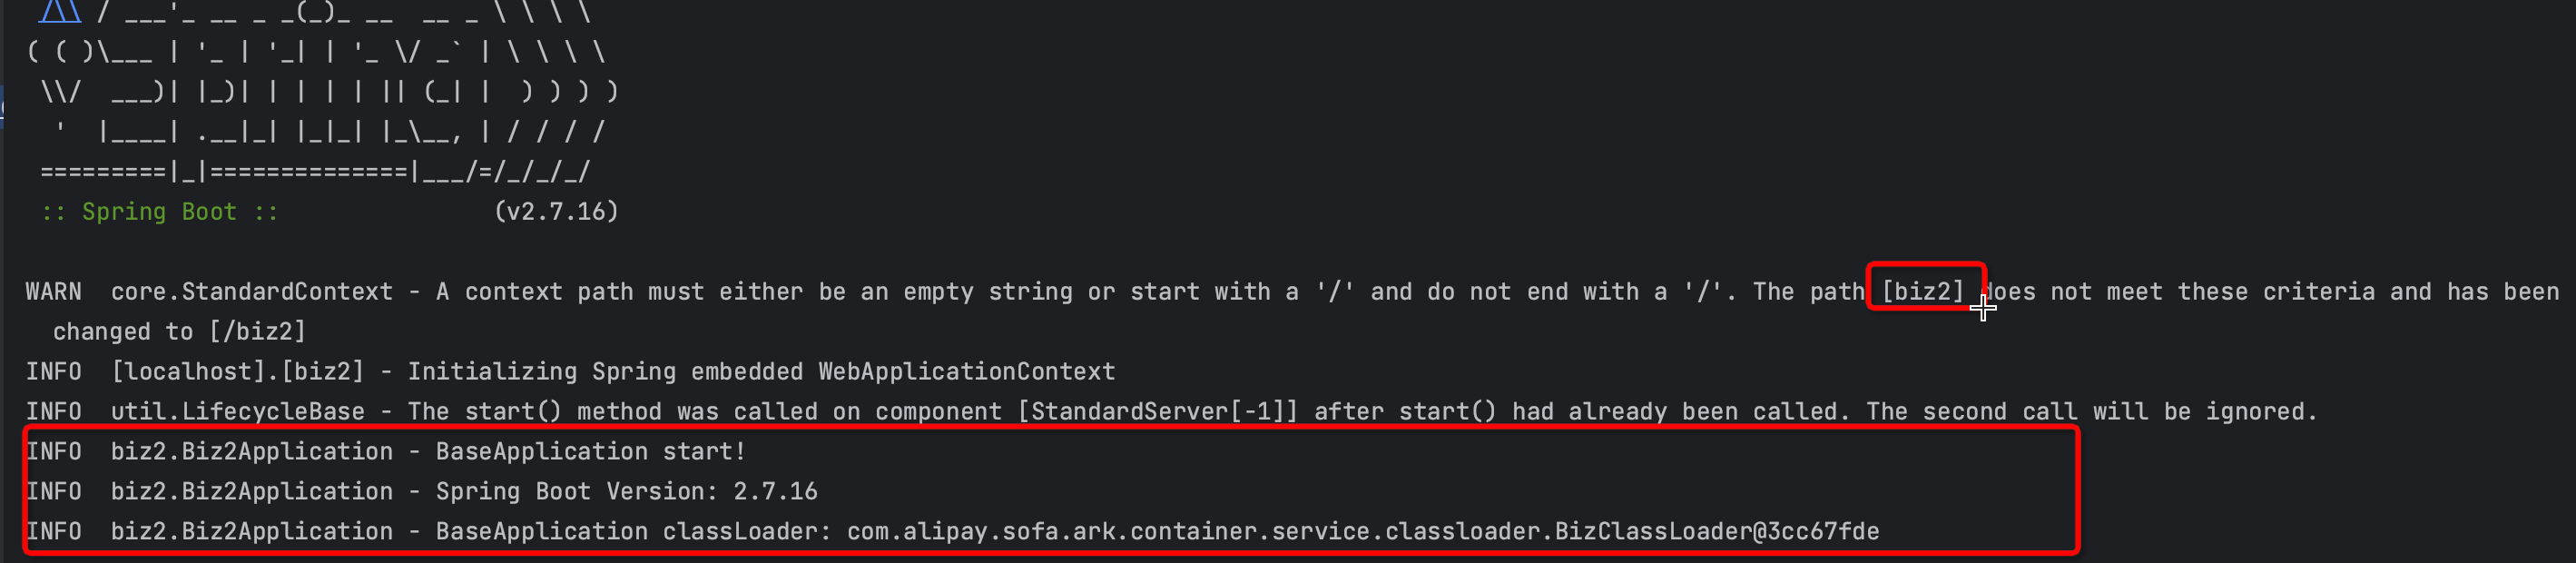 /\\ / ___'_ __ _ _(_)_ __  __ _ \ \ \ \
( ( )\___ | '_ | '_| | '_ \/ _` | \ \ \ \
 \\/  ___)| |_)| | | | | || (_| |  ) ) ) )
  '  |____| .__|_| |_|_| |_\__, | / / / /
 =========|_|==============|___/=/_/_/_/
 :: Spring Boot ::                (v2.7.16)
WARN  core.StandardContext - A context path must either be an empty string or start with a '/' and do not end with a '/'. The path [biz2] does not meet these criteria and has been
  changed to [/biz2]
INFO  [localhost].[biz2] - Initializing Spring embedded WebApplicationContext
INFO  util.LifecycleBase - The start() method was called on component [StandardServer[-1]] after start() had already been called. The second call will be ignored.
INFO  biz2.Biz2Application - BaseApplication start!
INFO  biz2.Biz2Application - Spring Boot Version: 2.7.16
INFO  biz2.Biz2Application - BaseApplication classLoader: com.alipay.sofa.ark.container.service.classloader.BizClassLoader@3cc67fde